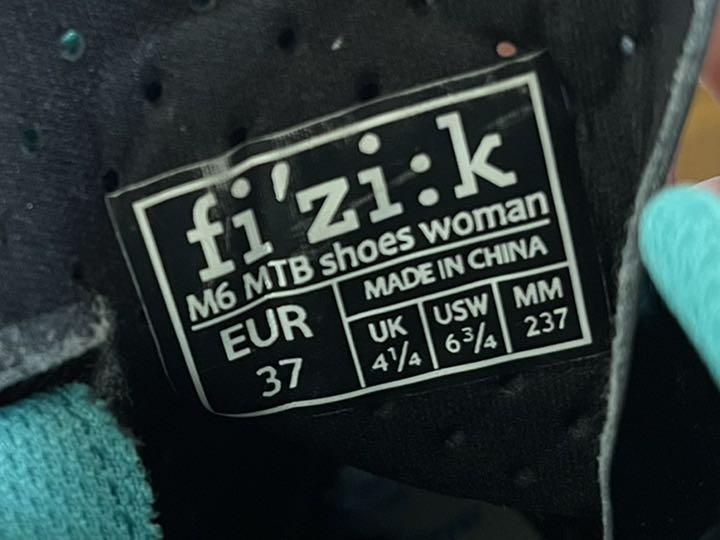 fi'zi:k
M6 MTB shoes woman
EUR
37
MADE IN CHINA
UK
4¼
USW
6¾
MM
237